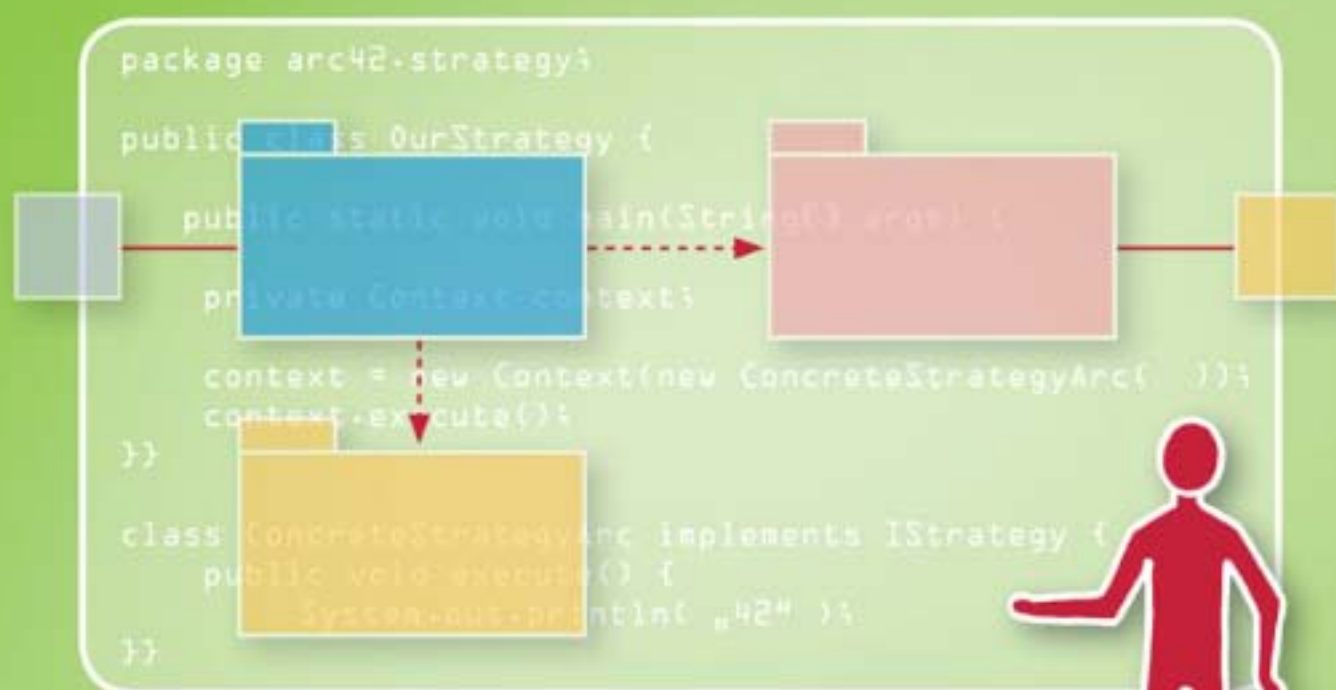 package arc42.strategy;
public class OurStrategy {
public static void main(String[] args) {
private Context context;
context = new Context(new ConcreteStrategyArc( ));
context.execute();
}}
class ConcreteStrategyArc implements IStrategy {
public void execute() {
System.out.println( „42" );
}}